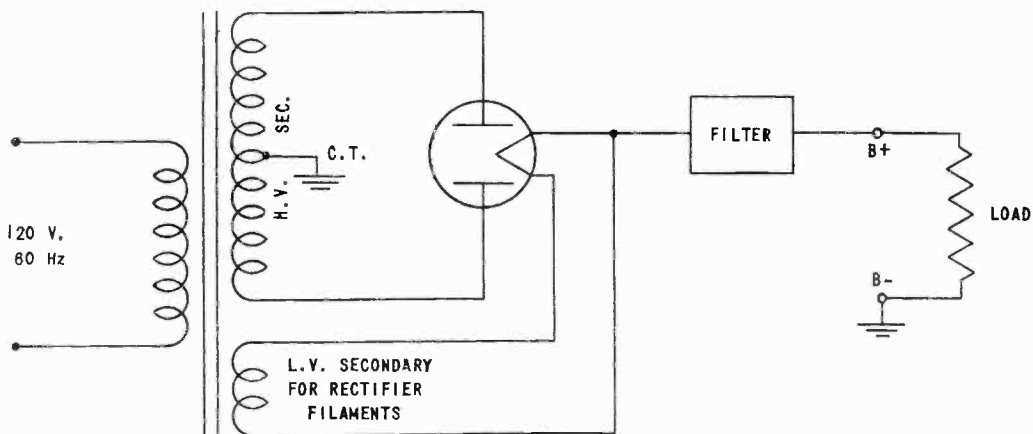 120 V.
60 Hz
H.V. SEC.
C.T.
L.V. SECONDARY
FOR RECTIFIER
FILAMENTS
FILTER
B+
B-
LOAD